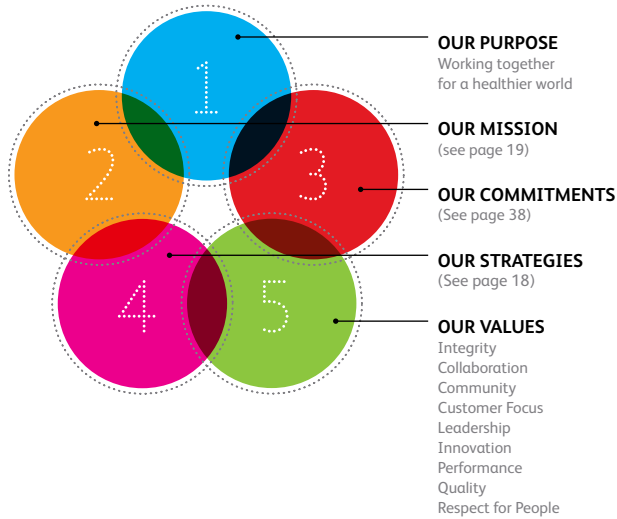 1
OUR PURPOSE
Working together
for a healthier world
2
OUR MISSION
(see page 19)
3
OUR COMMITMENTS
(See page 38)
4
OUR STRATEGIES
(See page 18)
5
OUR VALUES
Integrity
Collaboration
Community
Customer Focus
Leadership
Innovation
Performance
Quality
Respect for People